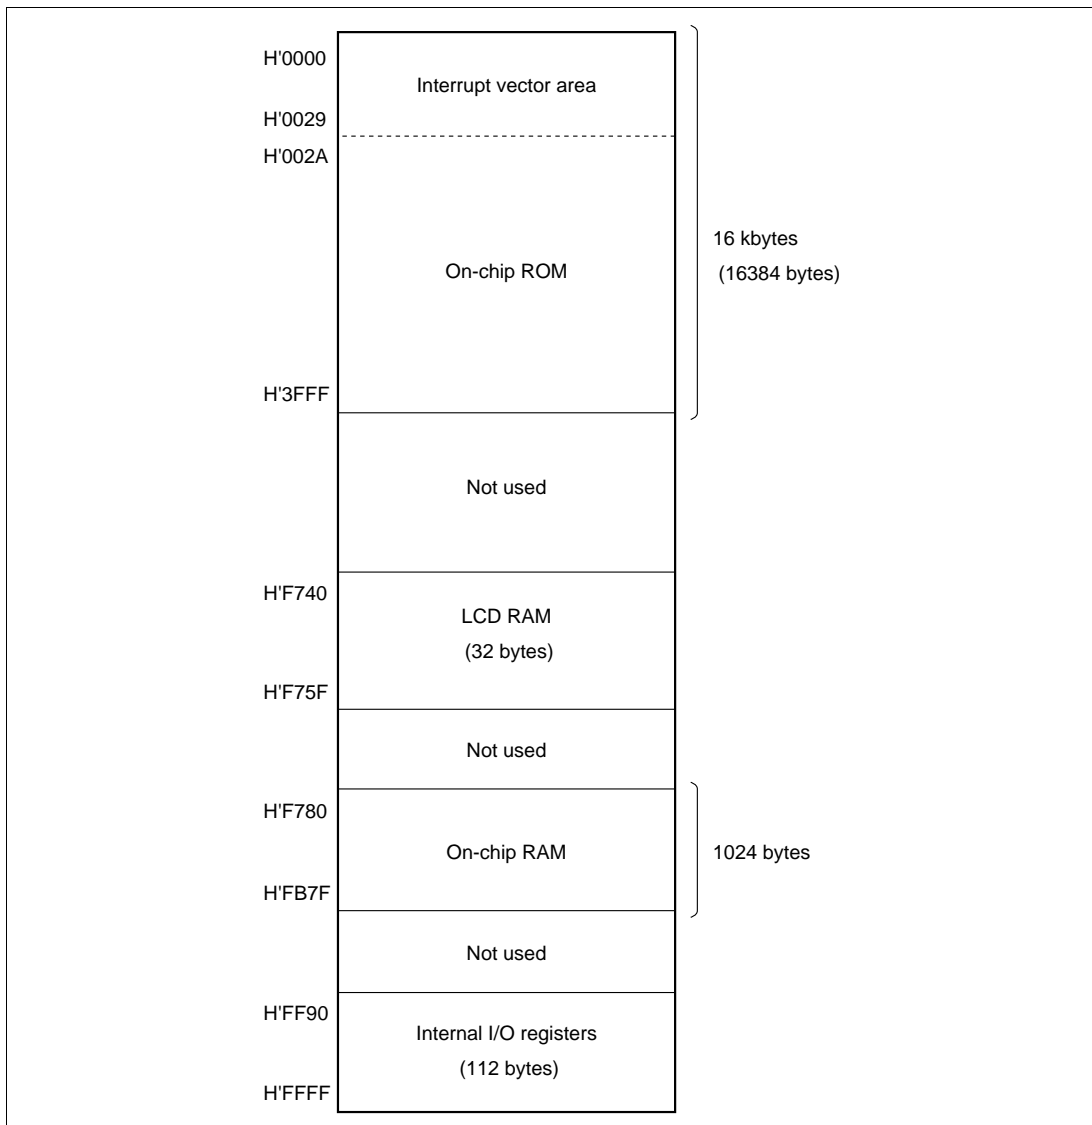 H'0000
Interrupt vector area
H'0029
H'002A
16 kbytes
(16384 bytes)
On-chip ROM
H'3FFF
Not used
H'F740
LCD RAM
(32 bytes)
H'F75F
Not used
H'F780
On-chip RAM
1024 bytes
H'FB7F
Not used
H'FF90
Internal I/O registers
(112 bytes)
H'FFFF